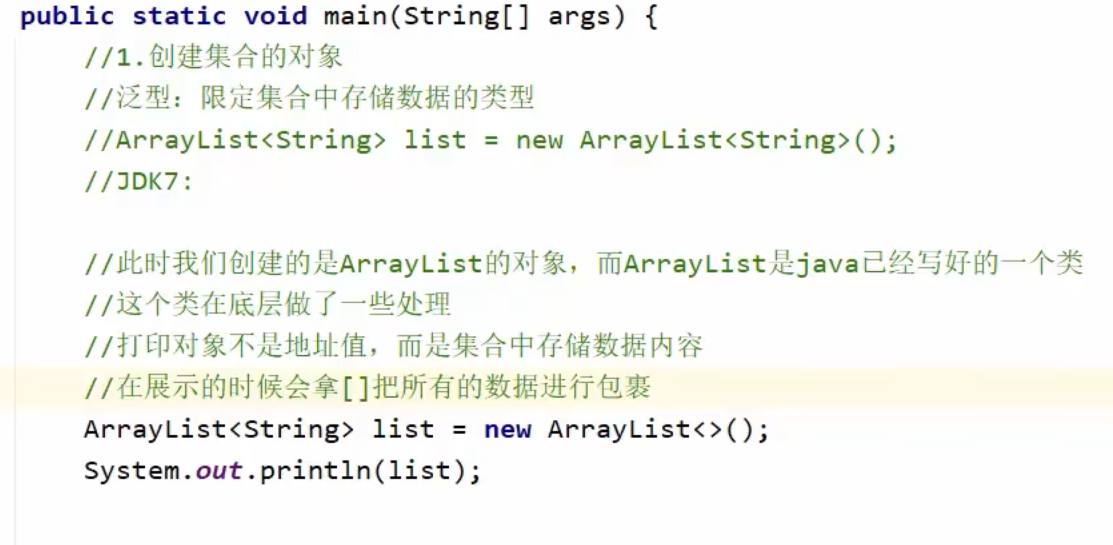 public static void main(String[] args) {
//1.创建集合的对象
//泛型：限定集合中存储数据的类型
//ArrayList<String> list = new ArrayList<String>();
//JDK7:
//此时我们创建的是ArrayList的对象，而ArrayList是java已经写好的一个类
//这个类在底层做了一些处理
//打印对象不是地址值，而是集合中存储数据内容
//在展示的时候会拿[]把所有的数据进行包裹
ArrayList<String> list = new ArrayList<>();
System.out.println(list);